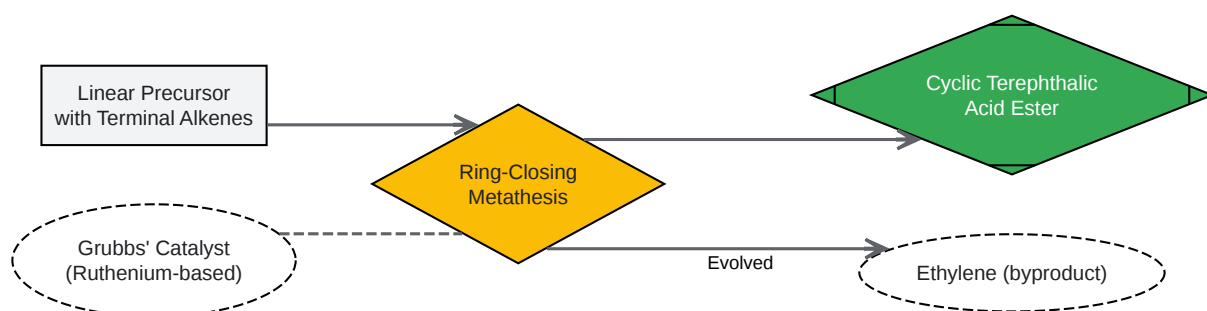 Linear Precursor
with Terminal Alkenes
Cyclic Terephthalic
Acid Ester
Ring-Closing
Metathesis
Grubbs' Catalyst
(Ruthenium-based)
Evolved
Ethylene (byproduct)